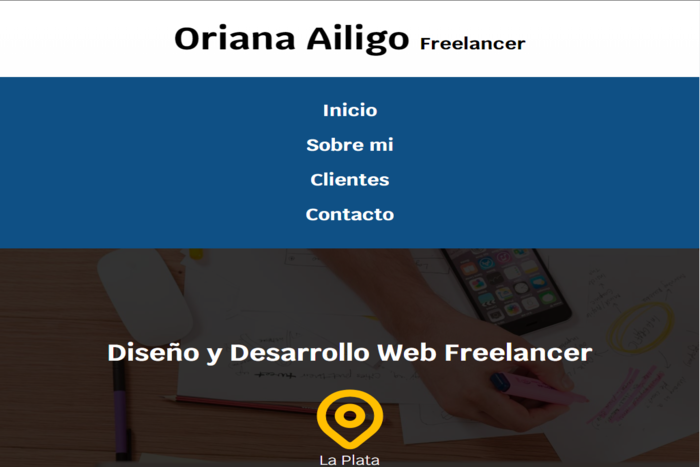 Oriana Ailigo Freelancer
Inicio
Sobre mi
Clientes
Contacto
Diseño y Desarrollo Web Freelancer
La Plata